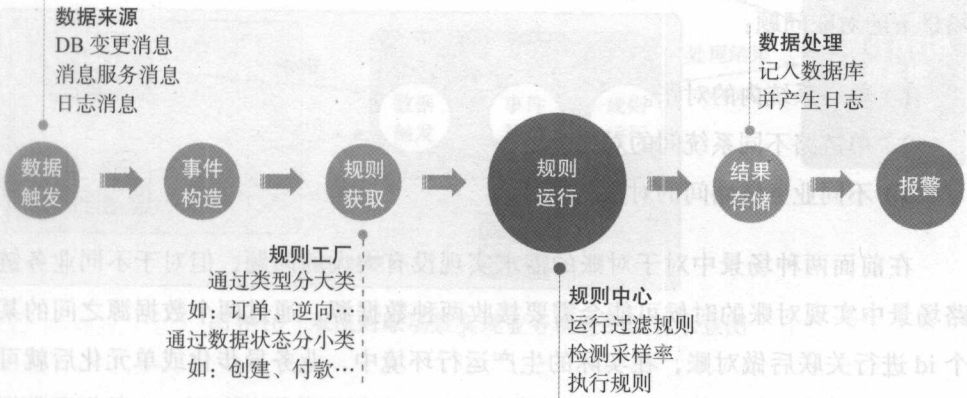 数据来源
DB 变更消息
消息服务消息
日志消息
数据处理
记入数据库
并产生日志
数据
触发
事件
构造
规则
获取
规则
运行
结果
存储
报警
规则工厂
通过类型分大类
如：订单、逆向…
通过数据状态分小类
如：创建、付款…
规则中心
运行过滤规则
检测采样率
执行规则